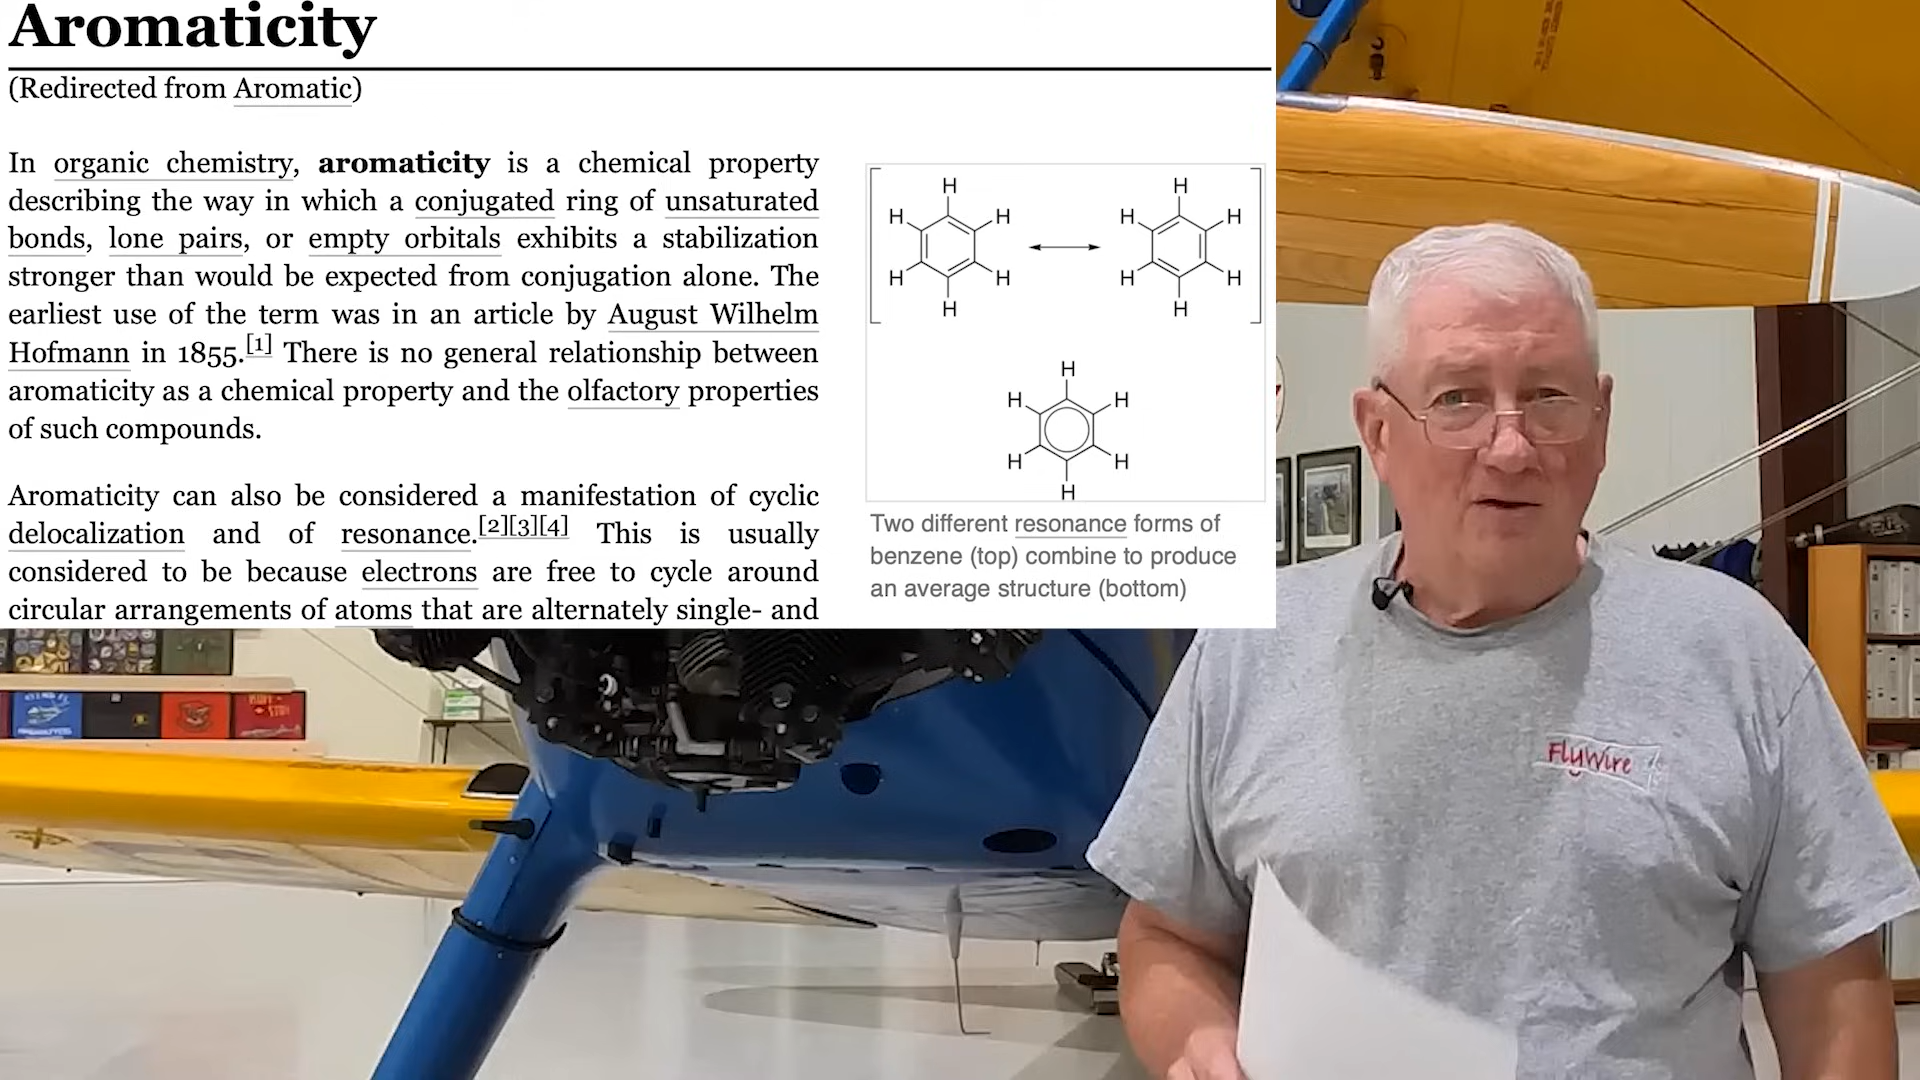 Aromaticity
(Redirected from Aromatic)
In organic chemistry, aromaticity is a chemical property
describing the way in which a conjugated ring of unsaturated
bonds, lone pairs, or empty orbitals exhibits a stabilization
stronger than would be expected from conjugation alone. The
earliest use of the term was in an article by August Wilhelm
Hofmann in 1855.[1] There is no general relationship between
aromaticity as a chemical property and the olfactory properties
of such compounds.
Aromaticity can also be considered a manifestation of cyclic
delocalization and of resonance.[2][3][4] This is usually
considered to be because electrons are free to cycle around
circular arrangements of atoms that are alternately single- and
H H
H H H H
H H H H
H H
H
H H
H H
H
Two different resonance forms of
benzene (top) combine to produce
an average structure (bottom)
FlyWire